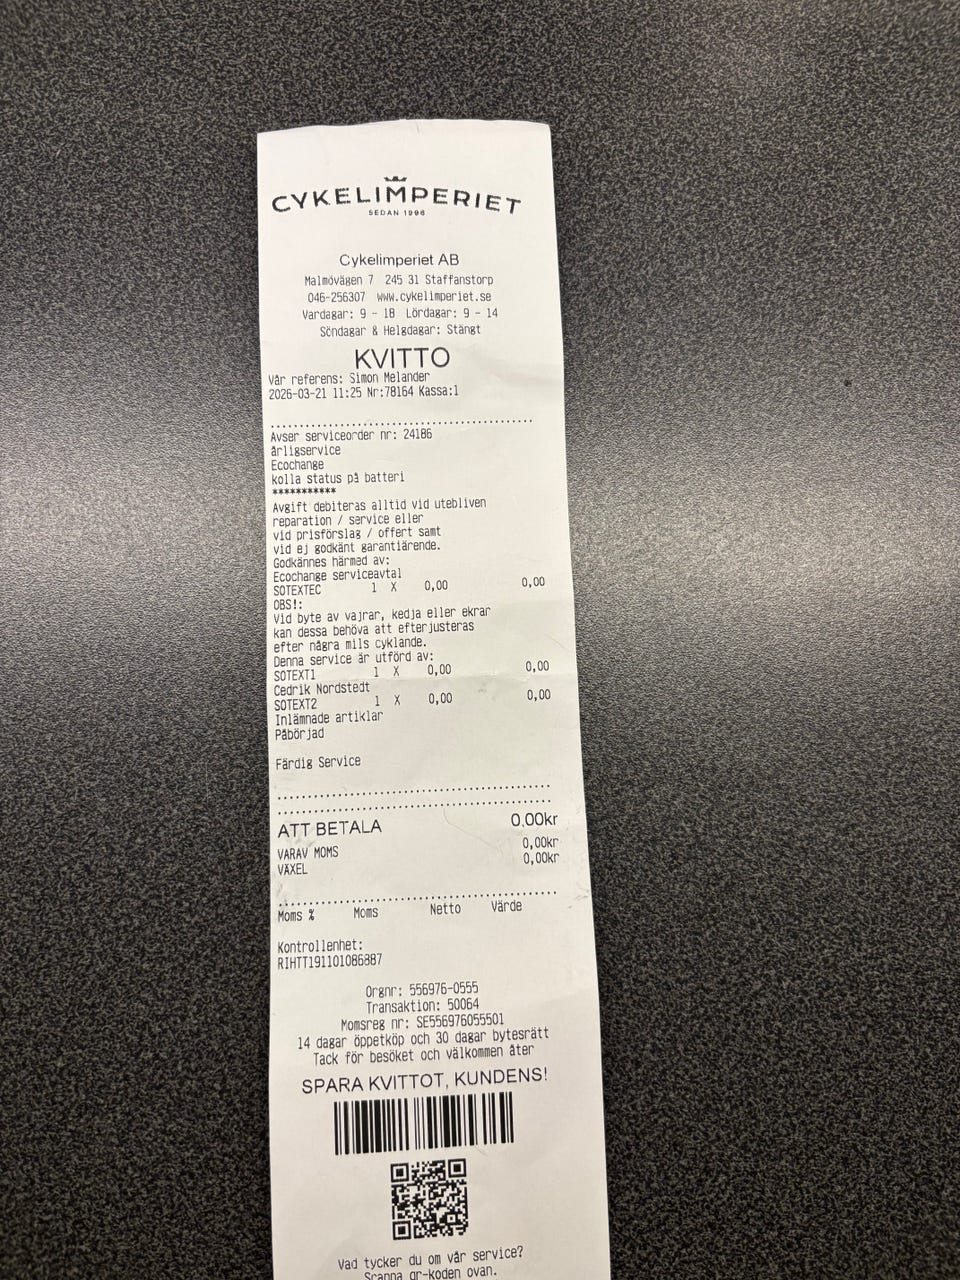 CYKELIMPERIET
SEDAN 1996
Cykelimperiet AB
Malmövägen 7 245 31 Staffanstorp
046-256307 www.cykelimperiet.se
Vardagar: 9 - 18 Lördagar: 9 - 14
Söndagar & Helgdagar: Stängt
KVITTO
Vår referens: Simon Melander
2026-03-21 11:25 Nr:78164 Kassa:1
Avser serviceorder nr: 24186
årligservice
Ecochange
kolla status på batteri
***********
Avgift debiteras alltid vid utebliven
reparation / service eller
vid prisförslag / offert samt
vid ej godkänt garantiärende.
Godkännes härmed av:
Ecochange serviceavtal
SOTEXTEC 1 X 0,00 0,00
OBS!:
Vid byte av vajrar, kedja eller ekrar
kan dessa behöva att efterjusteras
efter några mils cyklande.
Denna service är utförd av:
SOTEXT1 1 X 0,00 0,00
Cedrik Nordstedt
SOTEXT2 1 X 0,00 0,00
Inlämnade artiklar
Påbörjad
Färdig Service
ATT BETALA 0,00kr
VARAV MOMS 0,00kr
VÄXEL 0,00kr
Moms % Moms Netto Värde
Kontrollenhet:
RIHTT191101086887
Orgnr: 556976-0555
Transaktion: 50064
Momsreg nr: SE556976055501
14 dagar öppetköp och 30 dagar bytesrätt
Tack för besöket och välkommen åter
SPARA KVITTOT, KUNDENS!
Vad tycker du om vår service?
Scanna qr-koden ovan.